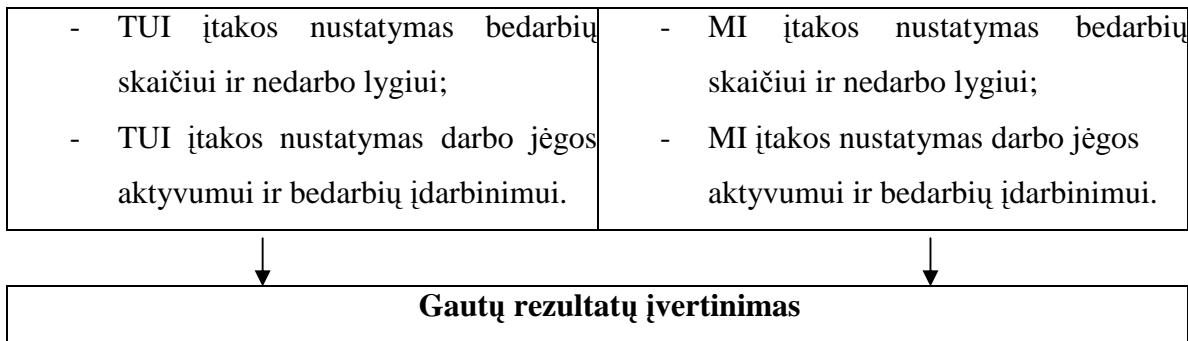 - TUI įtakos nustatymas bedarbių
skaičiui ir nedarbo lygiui;
- TUI įtakos nustatymas darbo jėgos
aktyvumui ir bedarbių įdarbinimui.
- MI įtakos nustatymas bedarbių
skaičiui ir nedarbo lygiui;
- MI įtakos nustatymas darbo jėgos
aktyvumui ir bedarbių įdarbinimui.
Gautų rezultatų įvertinimas